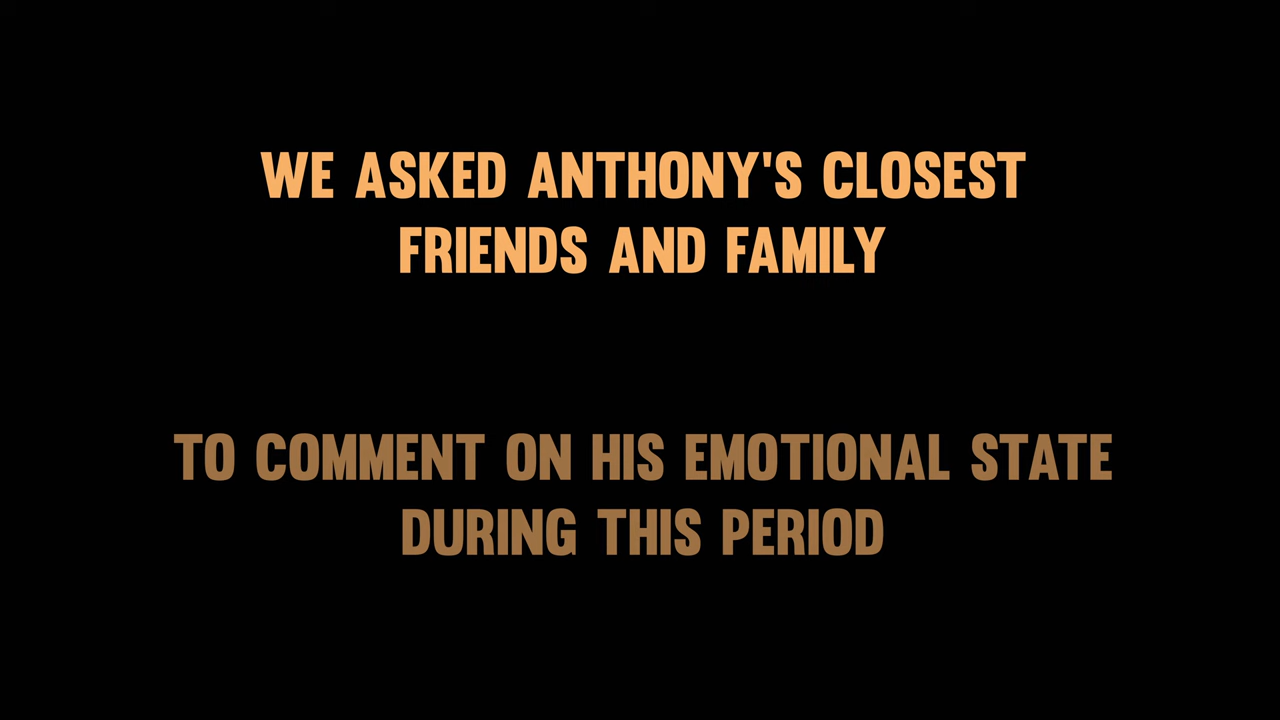 WE ASKED ANTHONY'S CLOSEST
FRIENDS AND FAMILY
TO COMMENT ON HIS EMOTIONAL STATE
DURING THIS PERIOD